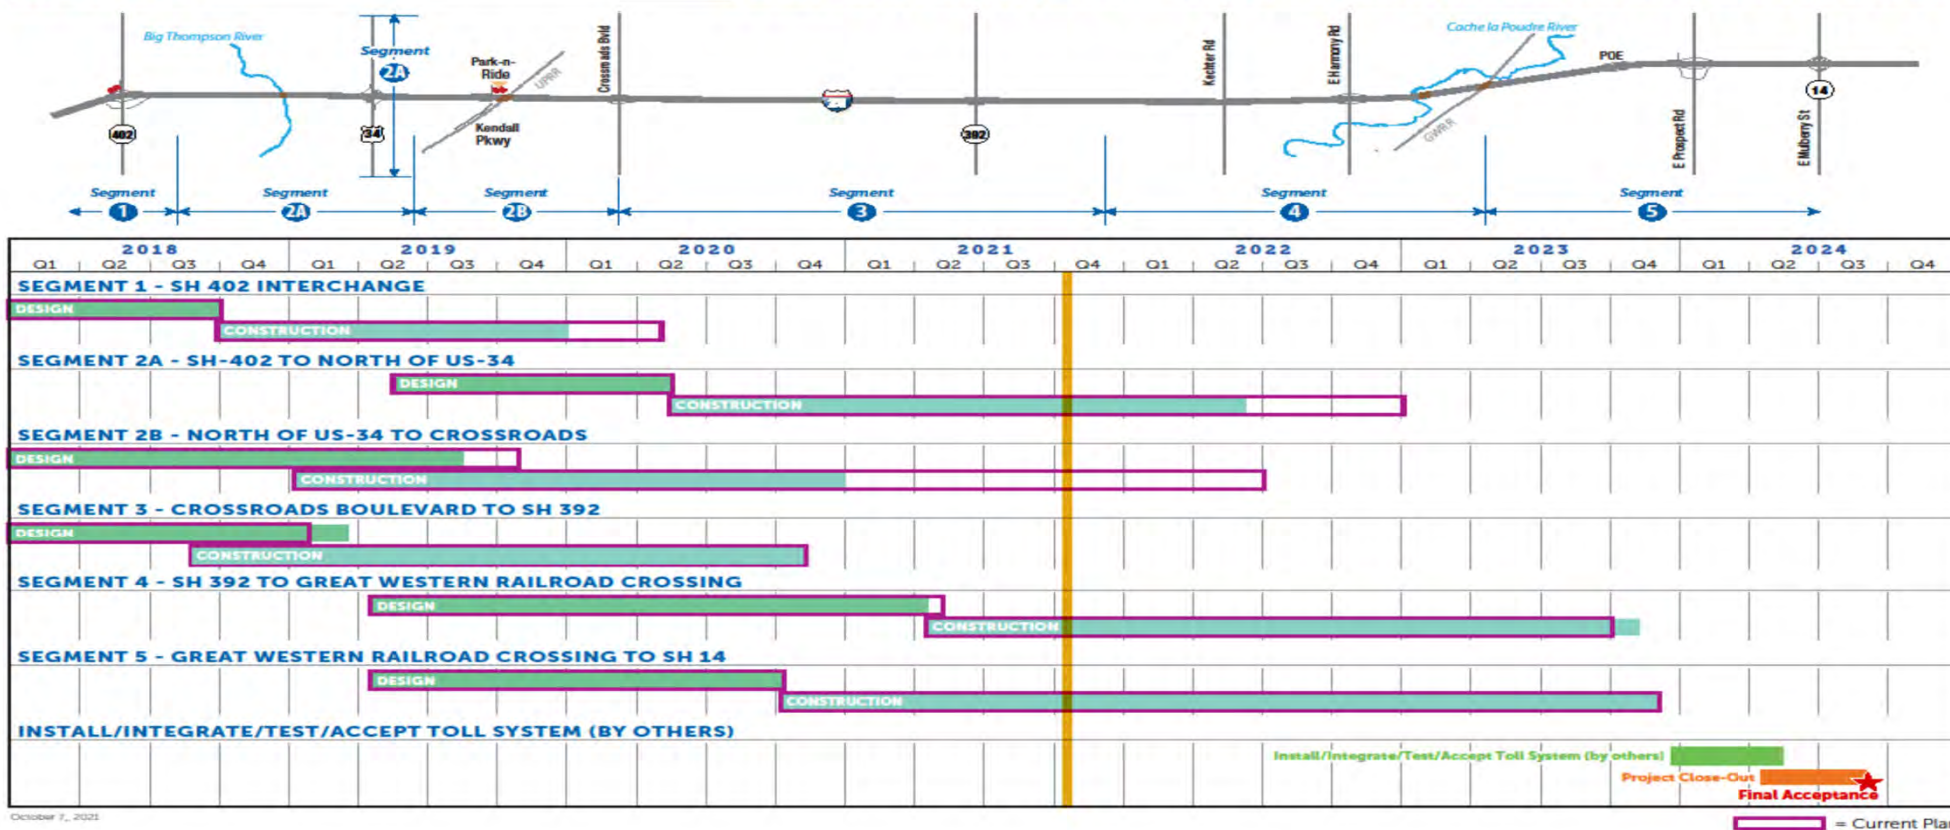 Big Thompson River
Segment
2A
Park-n-
Ride
UPRR
Crossroads Blvd
Kechter Rd
E Harmony Rd
Cache la Poudre River
POE
402
34
Kendall
Pkwy
392
GWRR
E Prospect Rd
E Mulberry St
14
Segment Segment Segment Segment Segment Segment
1 2A 2B 3 4 5
2018 2019 2020 2021 2022 2023 2024
Q1 Q2 Q3 Q4 Q1 Q2 Q3 Q4 Q1 Q2 Q3 Q4 Q1 Q2 Q3 Q4 Q1 Q2 Q3 Q4 Q1 Q2 Q3 Q4 Q1 Q2 Q3 Q4
SEGMENT 1 - SH 402 INTERCHANGE
DESIGN
CONSTRUCTION
SEGMENT 2A - SH-402 TO NORTH OF US-34
DESIGN
CONSTRUCTION
SEGMENT 2B - NORTH OF US-34 TO CROSSROADS
DESIGN
CONSTRUCTION
SEGMENT 3 - CROSSROADS BOULEVARD TO SH 392
DESIGN
CONSTRUCTION
SEGMENT 4 - SH 392 TO GREAT WESTERN RAILROAD CROSSING
DESIGN
CONSTRUCTION
SEGMENT 5 - GREAT WESTERN RAILROAD CROSSING TO SH 14
DESIGN
CONSTRUCTION
INSTALL/INTEGRATE/TEST/ACCEPT TOLL SYSTEM (BY OTHERS)
Install/Integrate/Test/Accept Toll System (by others)
Project Close-Out
Final Acceptance
October 7, 2021
= Current Pla